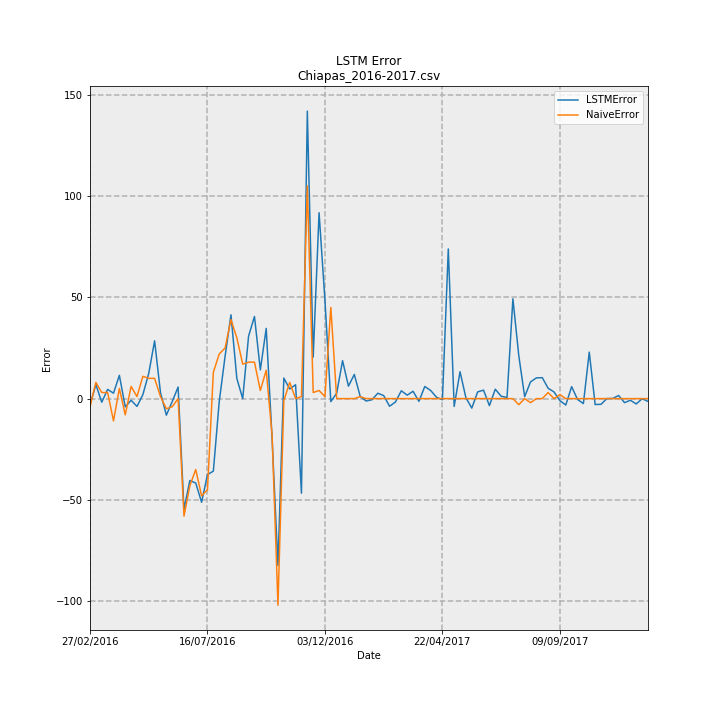 LSTM Error
Chiapas_2016-2017.csv
LSTMError
NaiveError
150
100
50
0
−50
−100
Error
27/02/2016
16/07/2016
03/12/2016
22/04/2017
09/09/2017
Date